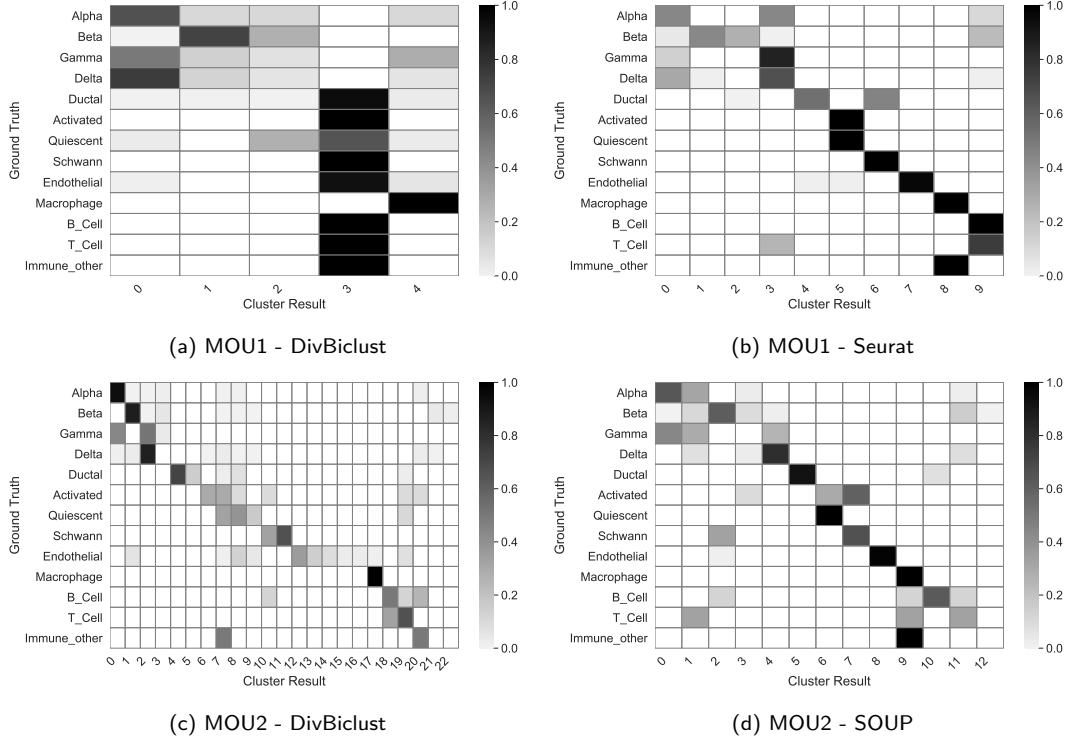 Ground Truth
Alpha
Beta
Gamma
Delta
Ductal
Activated
Quiescent
Schwann
Endothelial
Macrophage
B_Cell
T_Cell
Immune_other
0 1 2 3 4
Cluster Result
1.0
0.8
0.6
0.4
0.2
0.0
(a) MOU1 - DivBiclust
Ground Truth
Alpha
Beta
Gamma
Delta
Ductal
Activated
Quiescent
Schwann
Endothelial
Macrophage
B_Cell
T_Cell
Immune_other
0 1 2 3 4 5 6 7 8 9
Cluster Result
1.0
0.8
0.6
0.4
0.2
0.0
(b) MOU1 - Seurat
Ground Truth
Alpha
Beta
Gamma
Delta
Ductal
Activated
Quiescent
Schwann
Endothelial
Macrophage
B_Cell
T_Cell
Immune_other
0 1 2 3 4 5 6 7 8 9 10 11 12 13 14 15 16 17 18 19 20 21 22
Cluster Result
1.0
0.8
0.6
0.4
0.2
0.0
(c) MOU2 - DivBiclust
Ground Truth
Alpha
Beta
Gamma
Delta
Ductal
Activated
Quiescent
Schwann
Endothelial
Macrophage
B_Cell
T_Cell
Immune_other
0 1 2 3 4 5 6 7 8 9 10 11 12
Cluster Result
1.0
0.8
0.6
0.4
0.2
0.0
(d) MOU2 - SOUP